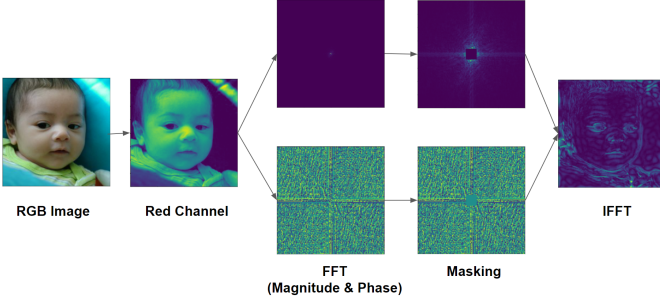 RGB Image
Red Channel
FFT
(Magnitude & Phase)
Masking
IFFT